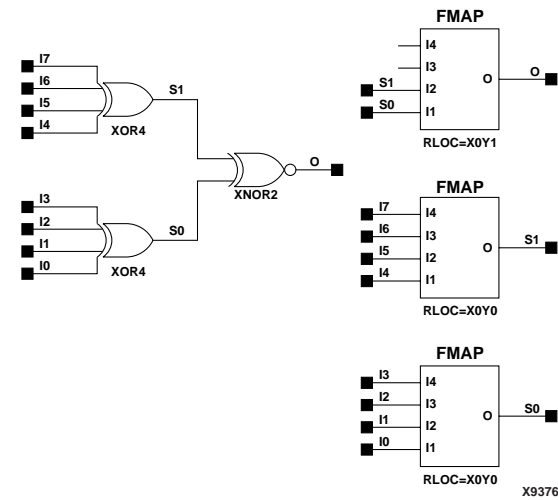 I7
I6
I5
I4
S1
XOR4
I3
I2
I1
I0
S0
XOR4
O
XNOR2
FMAP
I4
I3
S1 I2
S0 I1
O O
RLOC=X0Y1
FMAP
I7 I4
I6 I3
I5 I2
I4 I1
O S1
RLOC=X0Y0
FMAP
I3 I4
I2 I3
I1 I2
I0 I1
O S0
RLOC=X0Y0
X9376